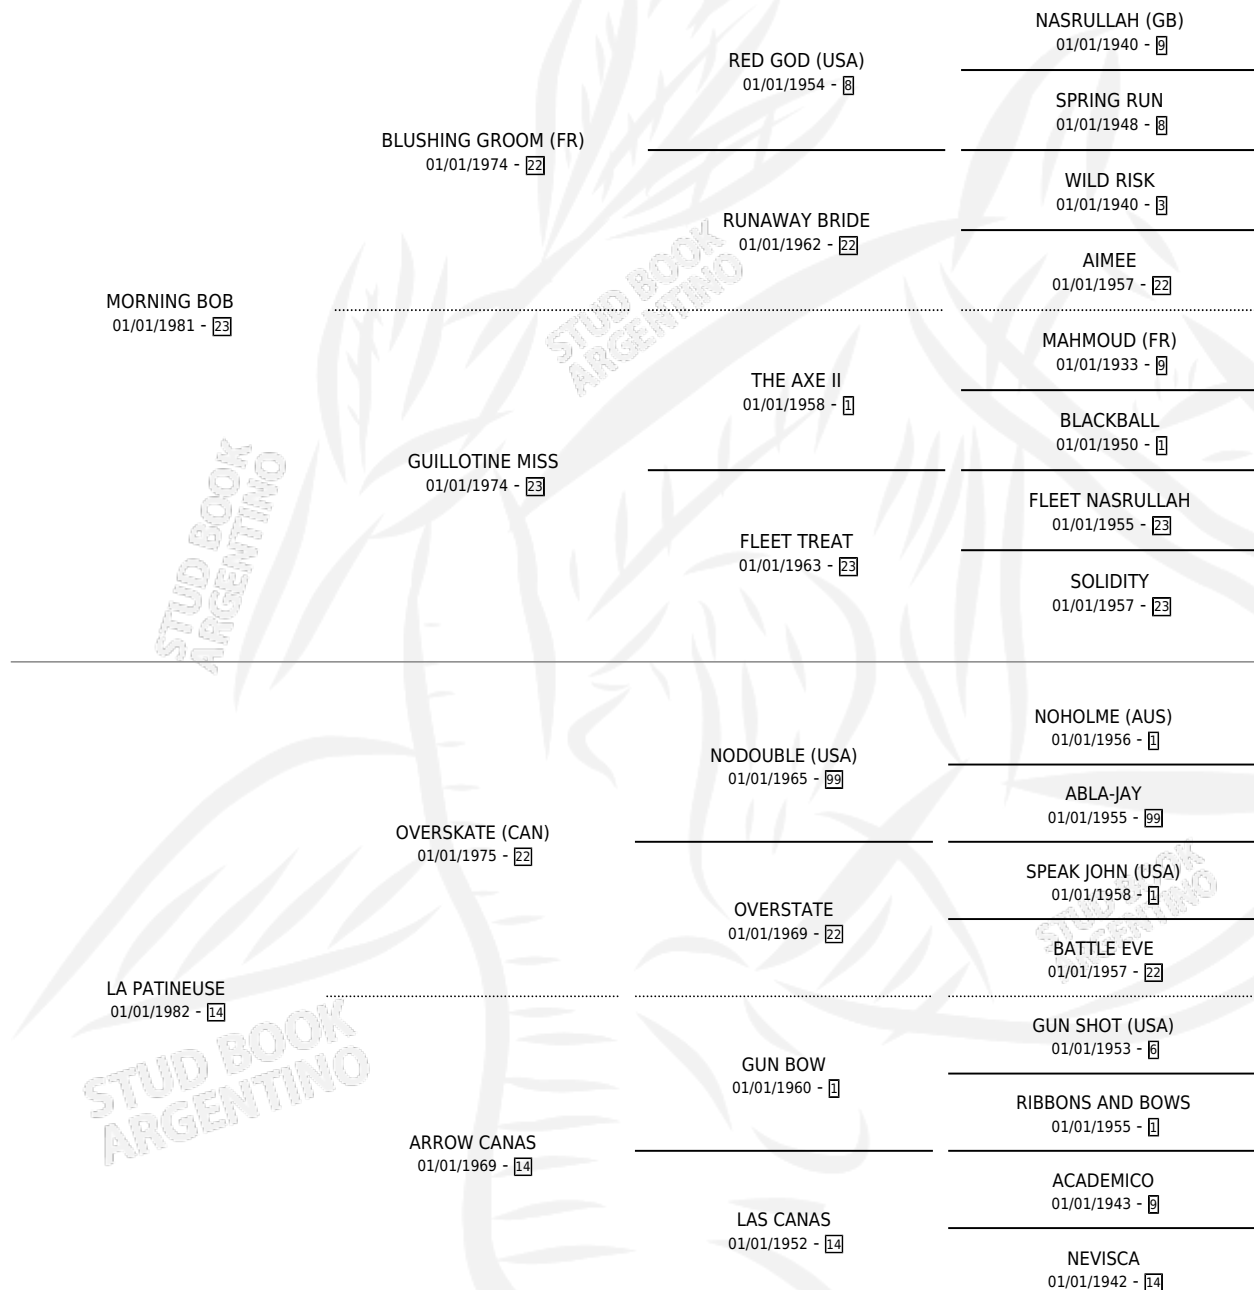 NASRULLAH (GB)
01/01/1940 - 9
RED GOD (USA)
01/01/1954 - 8
SPRING RUN
01/01/1948 - 8
BLUSHING GROOM (FR)
01/01/1974 - 22
WILD RISK
01/01/1940 - 3
RUNAWAY BRIDE
01/01/1962 - 22
AIMEE
01/01/1957 - 22
MORNING BOB
01/01/1981 - 23
MAHMOUD (FR)
01/01/1933 - 9
THE AXE II
01/01/1958 - 1
BLACKBALL
01/01/1950 - 1
GUILLOTINE MISS
01/01/1974 - 23
FLEET NASRULLAH
01/01/1955 - 23
FLEET TREAT
01/01/1963 - 23
SOLIDITY
01/01/1957 - 23
NOHOLME (AUS)
01/01/1956 - 1
NODOUBLE (USA)
01/01/1965 - 99
ABLA-JAY
01/01/1955 - 99
OVERSKATE (CAN)
01/01/1975 - 22
SPEAK JOHN (USA)
01/01/1958 - 1
OVERSTATE
01/01/1969 - 22
BATTLE EVE
01/01/1957 - 22
LA PATINEUSE
01/01/1982 - 14
GUN SHOT (USA)
01/01/1953 - 6
GUN BOW
01/01/1960 - 1
RIBBONS AND BOWS
01/01/1955 - 1
ARROW CANAS
01/01/1969 - 14
ACADEMICO
01/01/1943 - 9
LAS CANAS
01/01/1952 - 14
NEVISCA
01/01/1942 - 14
STUD BOOK
ARGENTINO
STUD BOOK
ARGENTINO
STUD BOOK
ARGENTINO
STUD BOOK
ARGENTINO